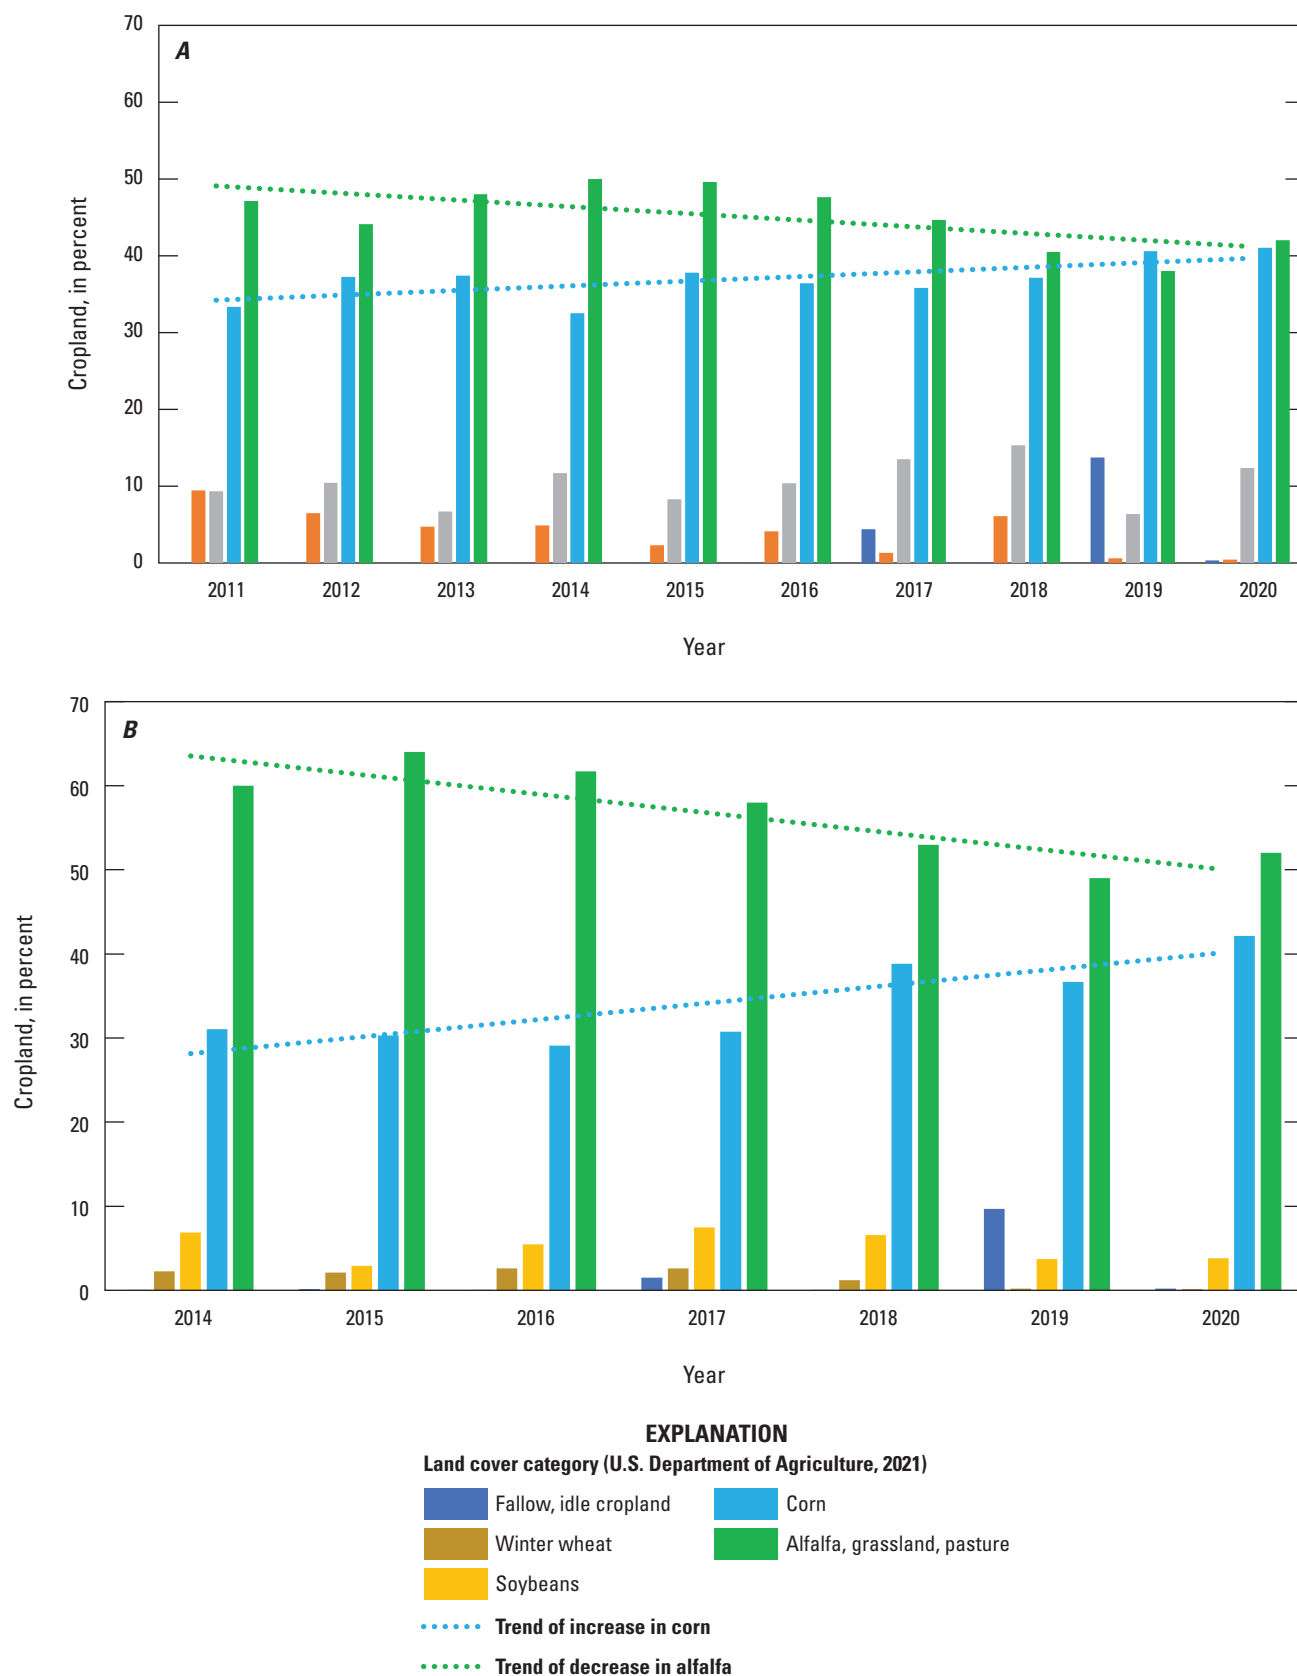 A
70
60
50
40
30
20
10
0
Cropland, in percent
2011 2012 2013 2014 2015 2016 2017 2018 2019 2020
Year
B
70
60
50
40
30
20
10
0
Cropland, in percent
2014 2015 2016 2017 2018 2019 2020
Year
EXPLANATION
Land cover category (U.S. Department of Agriculture, 2021)
Fallow, idle cropland
Corn
Winter wheat
Alfalfa, grassland, pasture
Soybeans
Trend of increase in corn
Trend of decrease in alfalfa